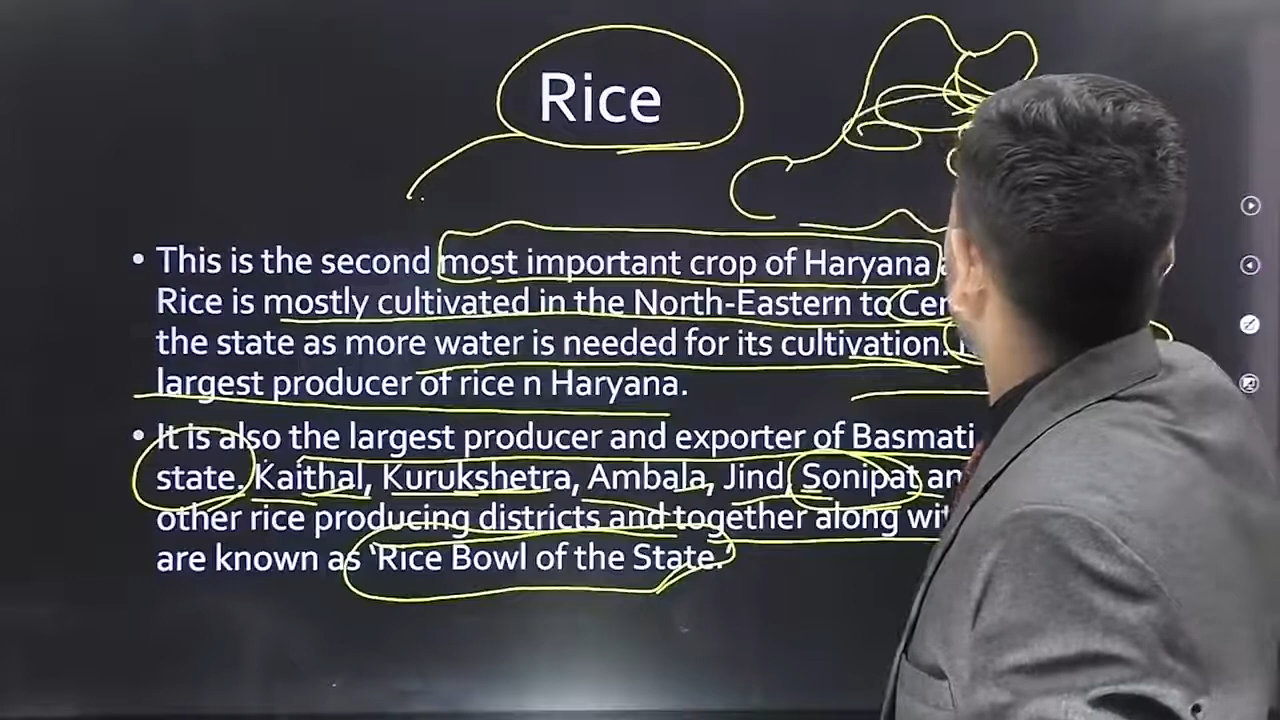 Rice
• This is the second most important crop of Haryana
Rice is mostly cultivated in the North-Eastern to
the state as more water is needed for its cultivation.
largest producer of rice n Haryana.
• It is also the largest producer and exporter of Basmati
state. Kaithal, Kurukshetra, Ambala, Jind, Sonipat
other rice producing districts and together along
are known as ‘Rice Bowl of the State.’